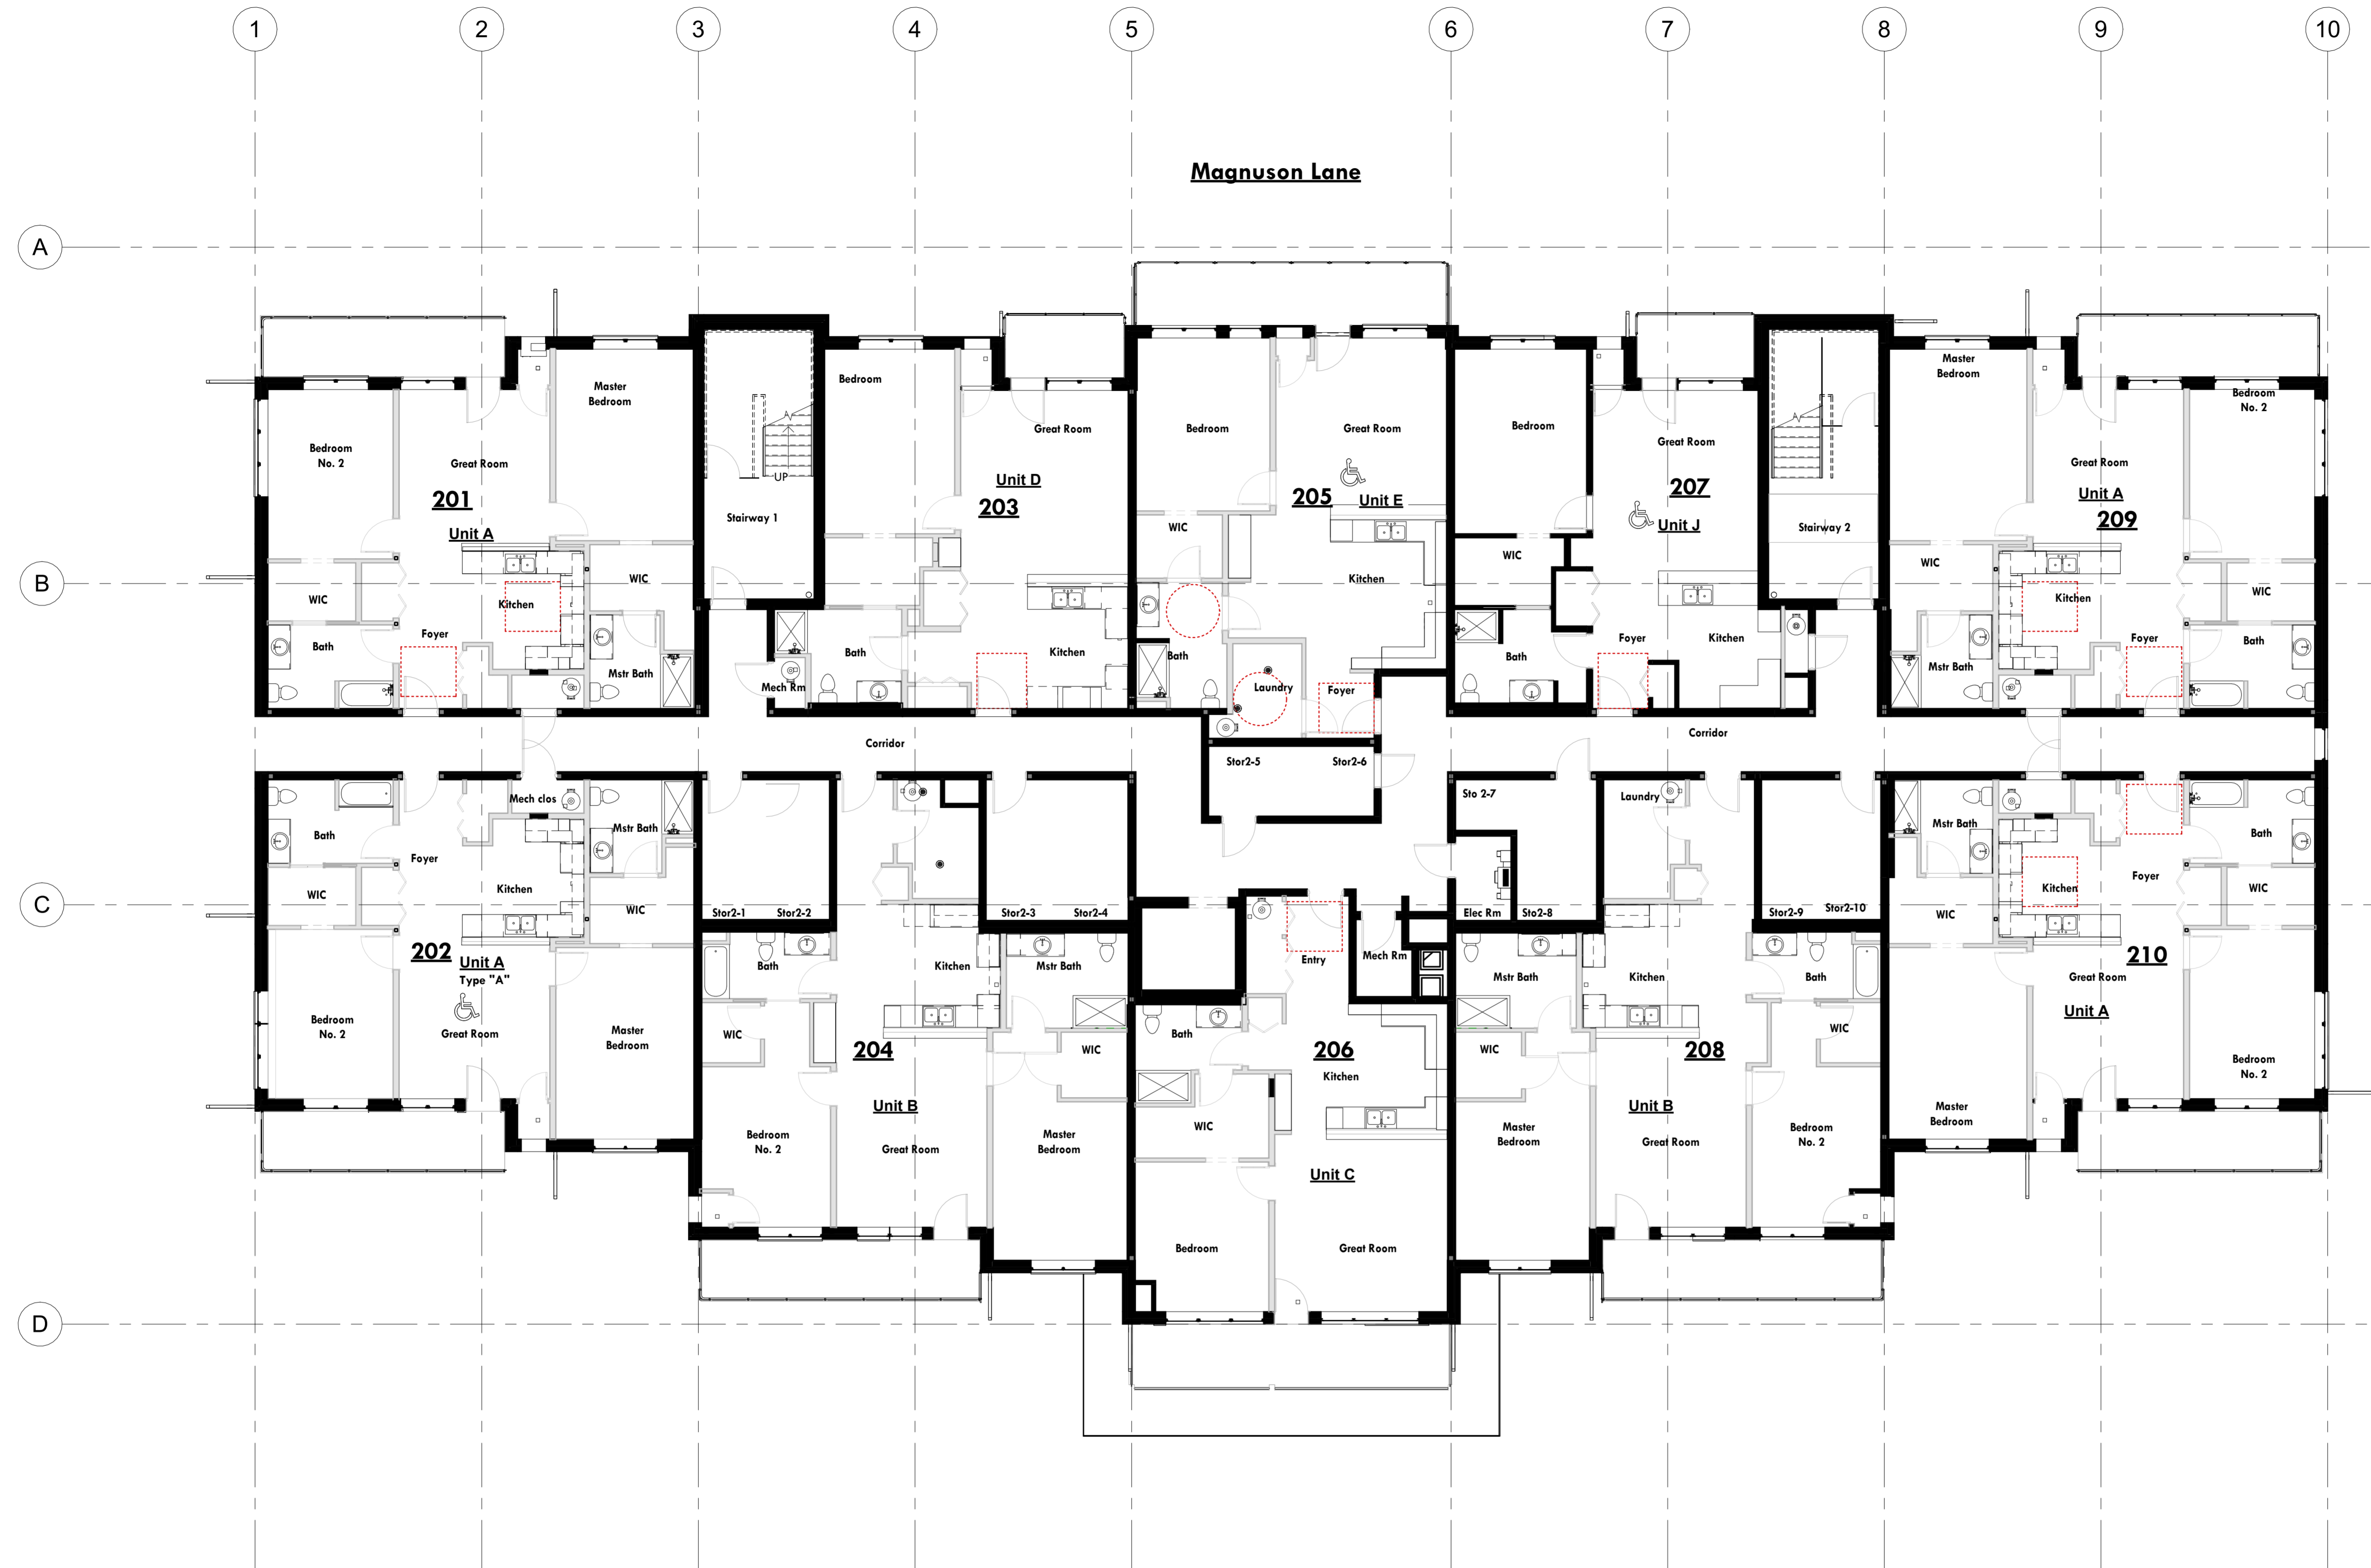 1
2
3
4
5
6
7
8
9
10
Magnuson Lane
A
Master
Bedroom
Bedroom
Great Room
Bedroom
Great Room
Bedroom
Great Room
Master
Bedroom
Bedroom
No. 2
Bedroom
No. 2
Great Room
201
Unit A
UP
Stairway 1
Unit D
203
205
Unit E
207
Unit J
Stairway 2
Great Room
Unit A
209
B
WIC
Kitchen
WIC
WIC
Kitchen
WIC
WIC
Kitchen
WIC
Bath
Foyer
Mstr Bath
Mech Rm
Bath
Kitchen
Bath
Laundry
Foyer
Bath
Foyer
Kitchen
Mstr Bath
Foyer
Bath
Corridor
Corridor
Stor2-5
Stor2-6
Mech clos
Sto 2-7
Laundry
Bath
Foyer
Mstr Bath
Mstr Bath
Bath
WIC
Kitchen
WIC
Kitchen
Foyer
WIC
C
Stor2-1
Stor2-2
Stor2-3
Stor2-4
Elec Rm
Sto2-8
Stor2-9
Stor2-10
WIC
202
Unit A
Type "A"
Bath
Kitchen
Mstr Bath
Entry
Mech Rm
Mstr Bath
Kitchen
Bath
210
Great Room
Unit A
Bedroom
No. 2
Great Room
Master
Bedroom
WIC
204
WIC
Bath
206
Kitchen
WIC
208
WIC
Bedroom
No. 2
Unit B
Unit B
Master
Bedroom
Bedroom
No. 2
Great Room
Master
Bedroom
WIC
Unit C
Master
Bedroom
Great Room
Bedroom
No. 2
Bedroom
Great Room
D